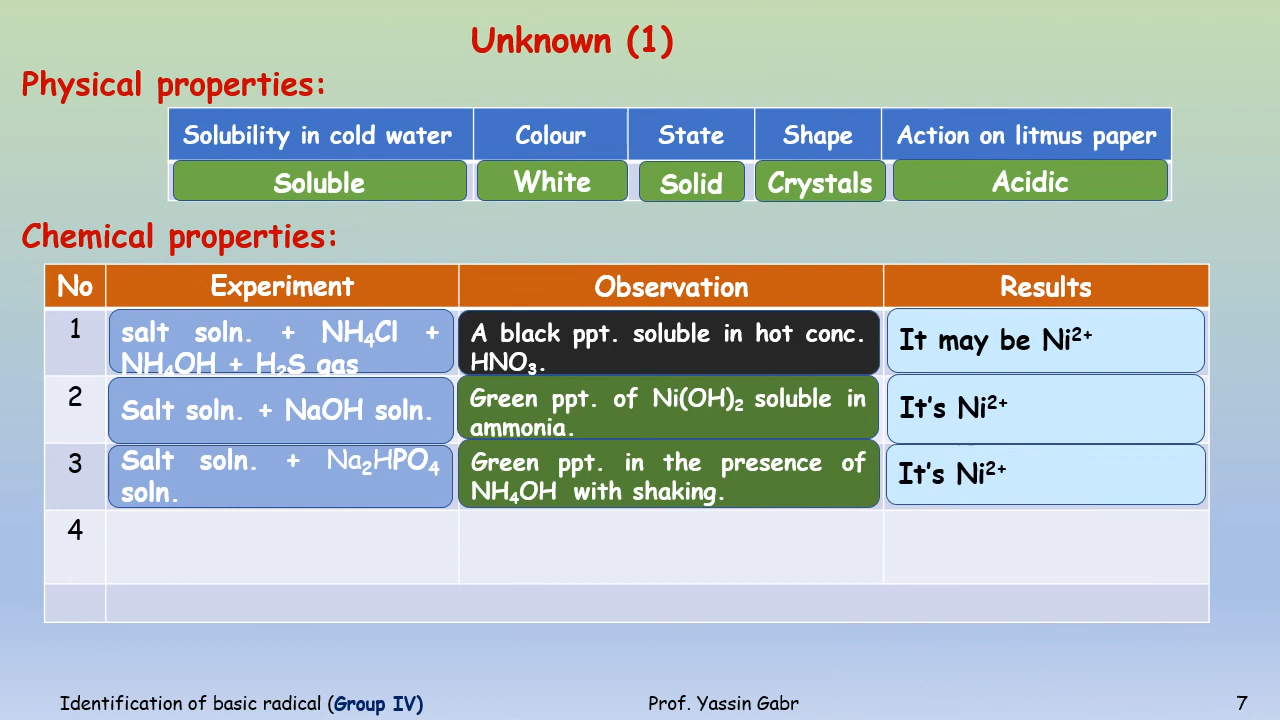 Unknown (1)
Physical properties:
Solubility in cold water Colour State Shape Action on litmus paper
Soluble White Solid Crystals Acidic
Chemical properties:
No Experiment Observation Results
1
salt soln. + NH₄Cl +
NH₄OH + H₂S gas
A black ppt. soluble in hot conc.
HNO₃.
It may be Ni²⁺
2
Salt soln. + NaOH soln.
Green ppt. of Ni(OH)₂ soluble in
ammonia.
It's Ni²⁺
3
Salt soln. + Na₂HPO₄
soln.
Green ppt. in the presence of
NH₄OH with shaking.
It's Ni²⁺
4
Identification of basic radical (Group IV) Prof. Yassin Gabr 7